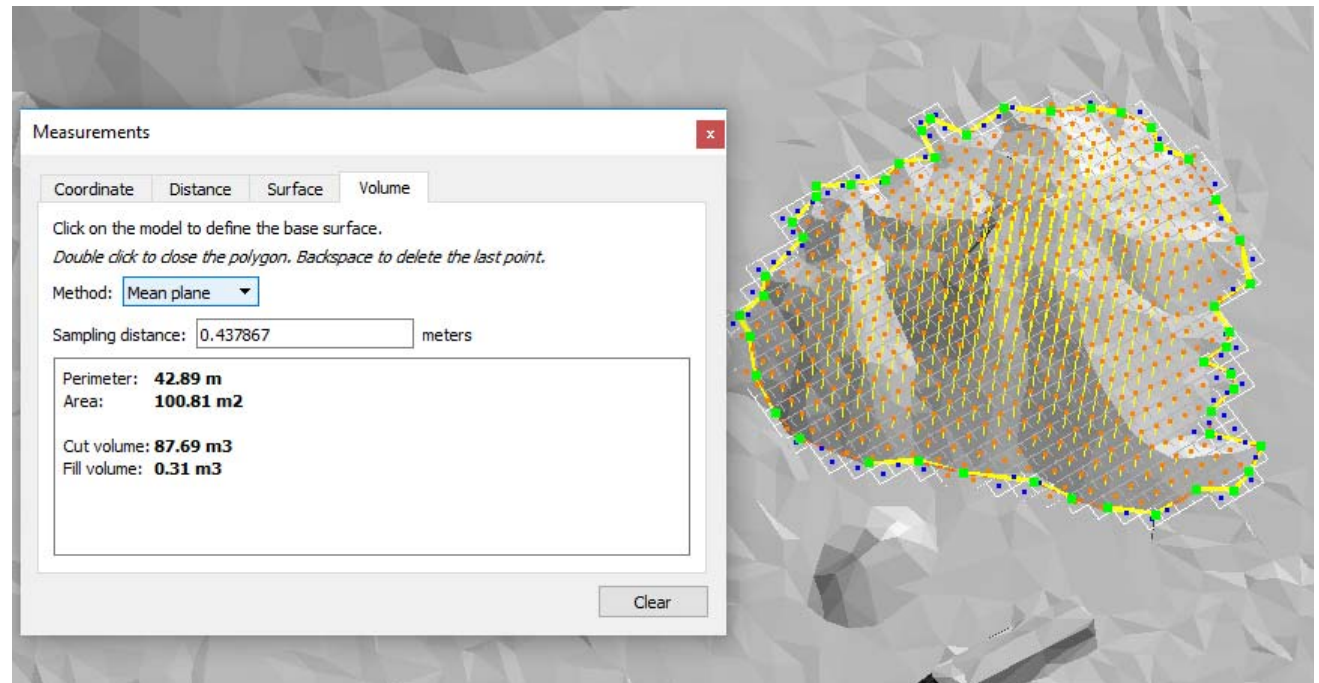 Measurements
x
Coordinate Distance Surface Volume
Click on the model to define the base surface.
Double click to close the polygon. Backspace to delete the last point.
Method: Mean plane
Sampling distance: 0.437867 meters
Perimeter: 42.89 m
Area: 100.81 m2
Cut volume: 87.69 m3
Fill volume: 0.31 m3
Clear